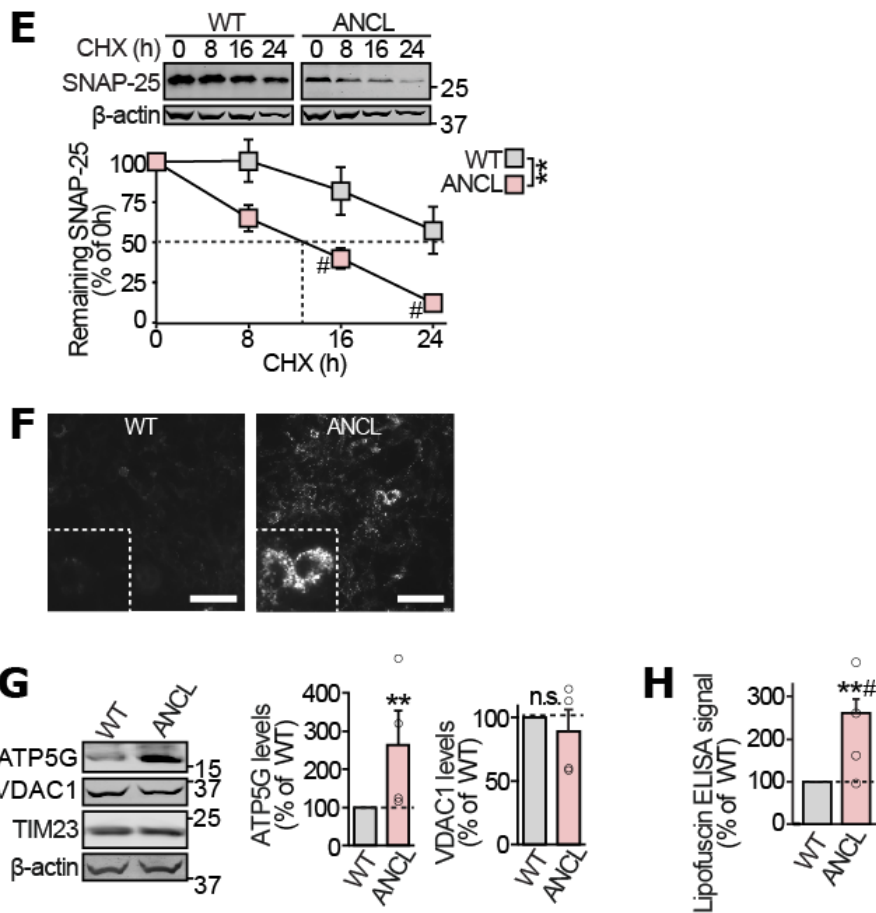 E
WT ANCL
CHX (h) 0 8 16 24 0 8 16 24
SNAP-25
25
β-actin
37
Remaining SNAP-25
(% of 0h)
100
75
50
25
0
0 8 16 24
CHX (h)
#
#
WT
ANCL
**
F
WT ANCL
G
WT ANCL
ATP5G
15
VDAC1
37
TIM23
25
β-actin
37
ATP5G levels
(% of WT)
400
300
200
100
0
**
WT ANCL
VDAC1 levels
(% of WT)
100
50
0
n.s.
WT ANCL
H
Lipofuscin ELISA signal
(% of WT)
300
200
100
0
**#
WT ANCL